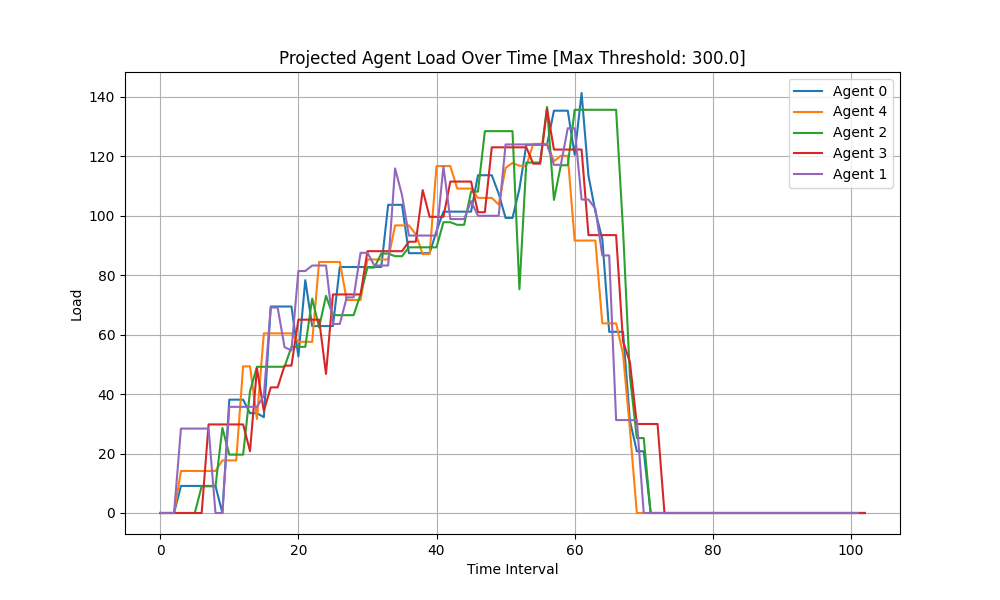 Projected Agent Load Over Time [Max Threshold: 300.0]
Agent 0
Agent 4
Agent 2
Agent 3
Agent 1
Load
140
120
100
80
60
40
20
0
0 20 40 60 80 100
Time Interval